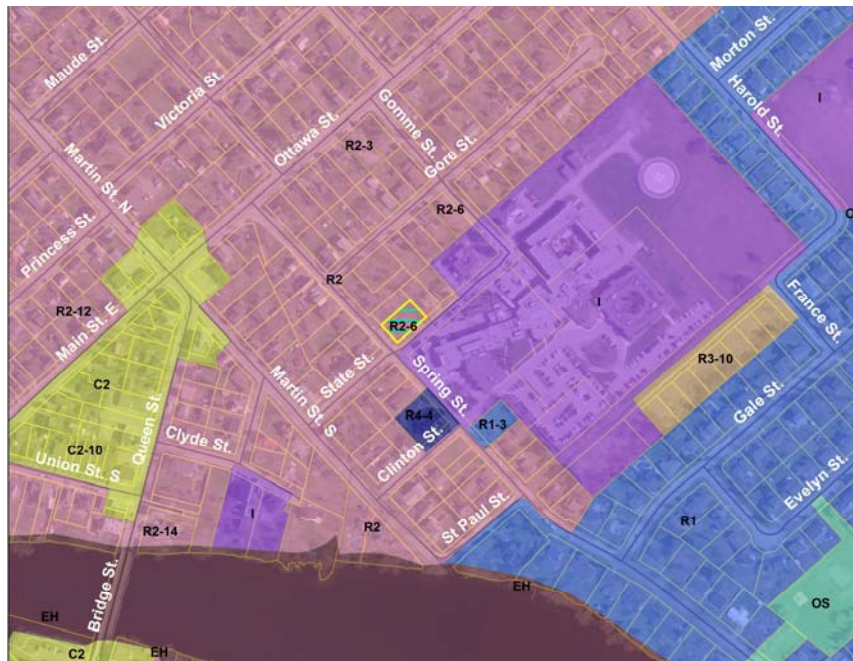 Maude St.
Victoria St.
Morton St.
Harold St.
I
Ottawa St.
Gomme St.
R2-3
Gore St.
Martin St. N
Princess St.
R2-6
R2
I
R2-12
Main St. E
R2-6
France St.
State St.
Spring St.
R3-10
C2
Queen St.
Martin St. S
R4-4
R1-3
Gale St.
Clyde St.
Clinton St.
C2-10
Union St. S
St Paul St.
Evelyn St.
I
R2-14
R2
R1
Bridge St.
EH
EH
OS
C2
EH